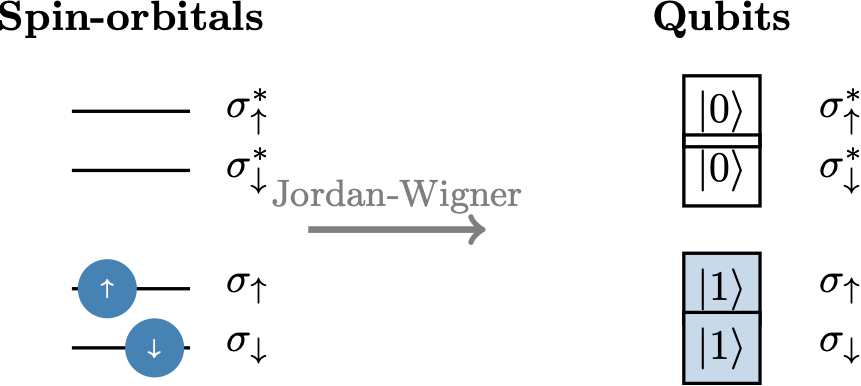 Spin-orbitals Qubits
σ*↑ |0⟩ σ*↑
σ*↓ |0⟩ σ*↓
Jordan-Wigner
↑ σ↑ |1⟩ σ↑
↓ σ↓ |1⟩ σ↓